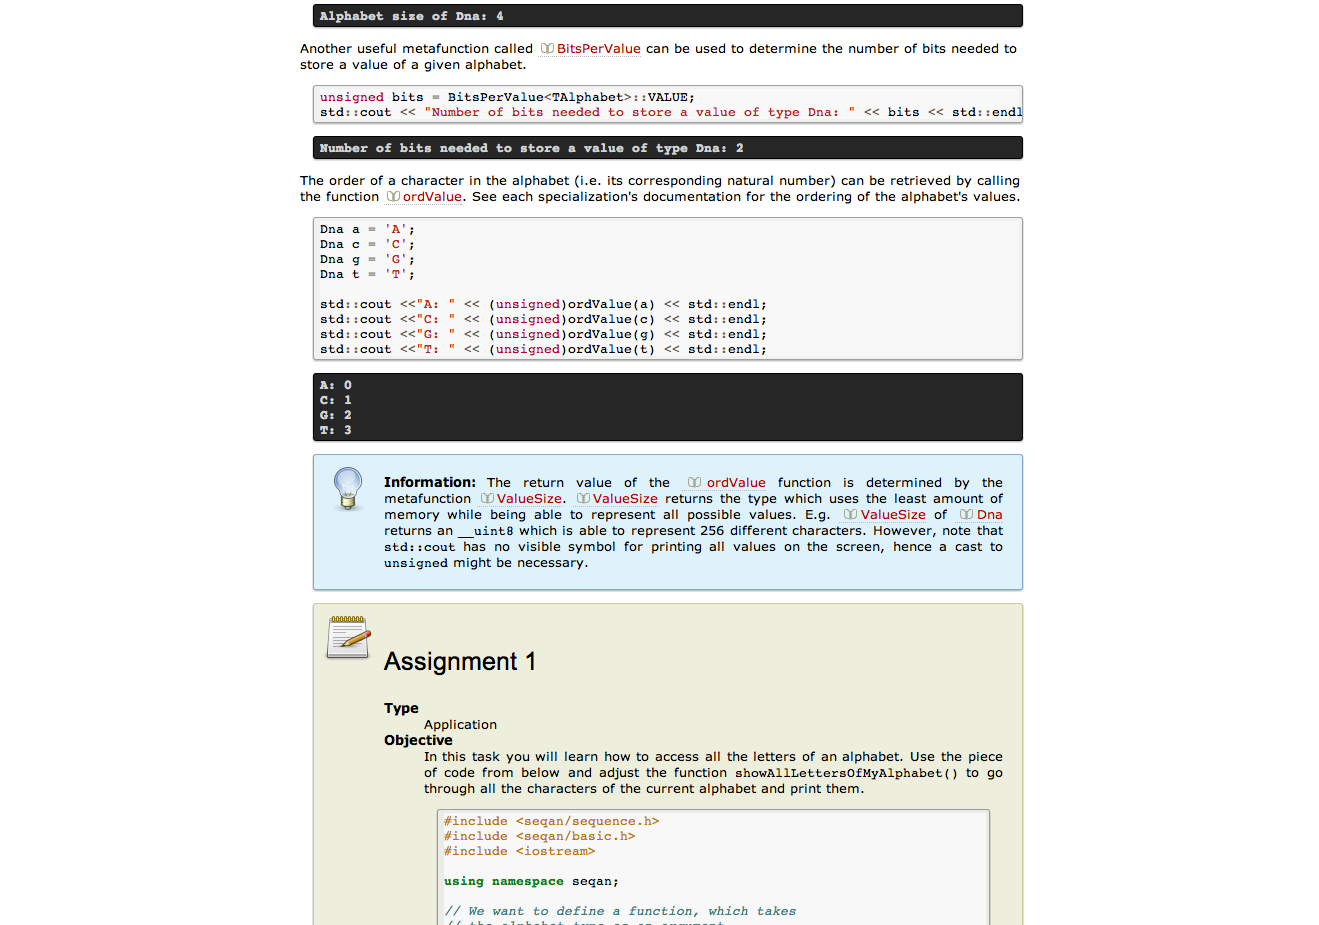 Alphabet size of Dna: 4
Another useful metafunction called BitsPerValue can be used to determine the number of bits needed to
store a value of a given alphabet.
unsigned bits = BitsPerValue<TAlphabet>::VALUE;
std::cout << "Number of bits needed to store a value of type Dna: " << bits << std::endl
Number of bits needed to store a value of type Dna: 2
The order of a character in the alphabet (i.e. its corresponding natural number) can be retrieved by calling
the function ordValue. See each specialization's documentation for the ordering of the alphabet's values.
Dna a = 'A';
Dna c = 'C';
Dna g = 'G';
Dna t = 'T';
std::cout <<"A: " << (unsigned)ordValue(a) << std::endl;
std::cout <<"C: " << (unsigned)ordValue(c) << std::endl;
std::cout <<"G: " << (unsigned)ordValue(g) << std::endl;
std::cout <<"T: " << (unsigned)ordValue(t) << std::endl;
A: 0
C: 1
G: 2
T: 3
Information: The return value of the ordValue function is determined by the
metafunction ValueSize. ValueSize returns the type which uses the least amount of
memory while being able to represent all possible values. E.g. ValueSize of Dna
returns an __uint8 which is able to represent 256 different characters. However, note that
std::cout has no visible symbol for printing all values on the screen, hence a cast to
unsigned might be necessary.
Assignment 1
Type
Application
Objective
In this task you will learn how to access all the letters of an alphabet. Use the piece
of code from below and adjust the function showAllLettersOfMyAlphabet() to go
through all the characters of the current alphabet and print them.
#include <seqan/sequence.h>
#include <seqan/basic.h>
#include <iostream>
using namespace seqan;
// We want to define a function, which takes
// the alphabet type as an argument